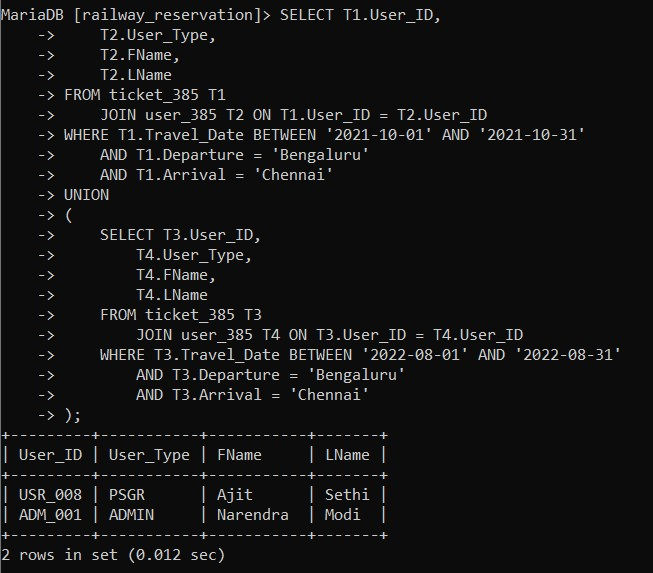 MariaDB [railway_reservation]> SELECT T1.User_ID,
    ->     T2.User_Type,
    ->     T2.FName,
    ->     T2.LName
    -> FROM ticket_385 T1
    ->     JOIN user_385 T2 ON T1.User_ID = T2.User_ID
    -> WHERE T1.Travel_Date BETWEEN '2021-10-01' AND '2021-10-31'
    ->     AND T1.Departure = 'Bengaluru'
    ->     AND T1.Arrival = 'Chennai'
    -> UNION
    -> (
    ->     SELECT T3.User_ID,
    ->         T4.User_Type,
    ->         T4.FName,
    ->         T4.LName
    ->     FROM ticket_385 T3
    ->         JOIN user_385 T4 ON T3.User_ID = T4.User_ID
    ->     WHERE T3.Travel_Date BETWEEN '2022-08-01' AND '2022-08-31'
    ->         AND T3.Departure = 'Bengaluru'
    ->         AND T3.Arrival = 'Chennai'
    -> );
+---------+-----------+-----------+-------+
| User_ID | User_Type | FName     | LName |
+---------+-----------+-----------+-------+
| USR_008 | PSGR      | Ajit      | Sethi |
| ADM_001 | ADMIN     | Narendra  | Modi  |
+---------+-----------+-----------+-------+
2 rows in set (0.012 sec)